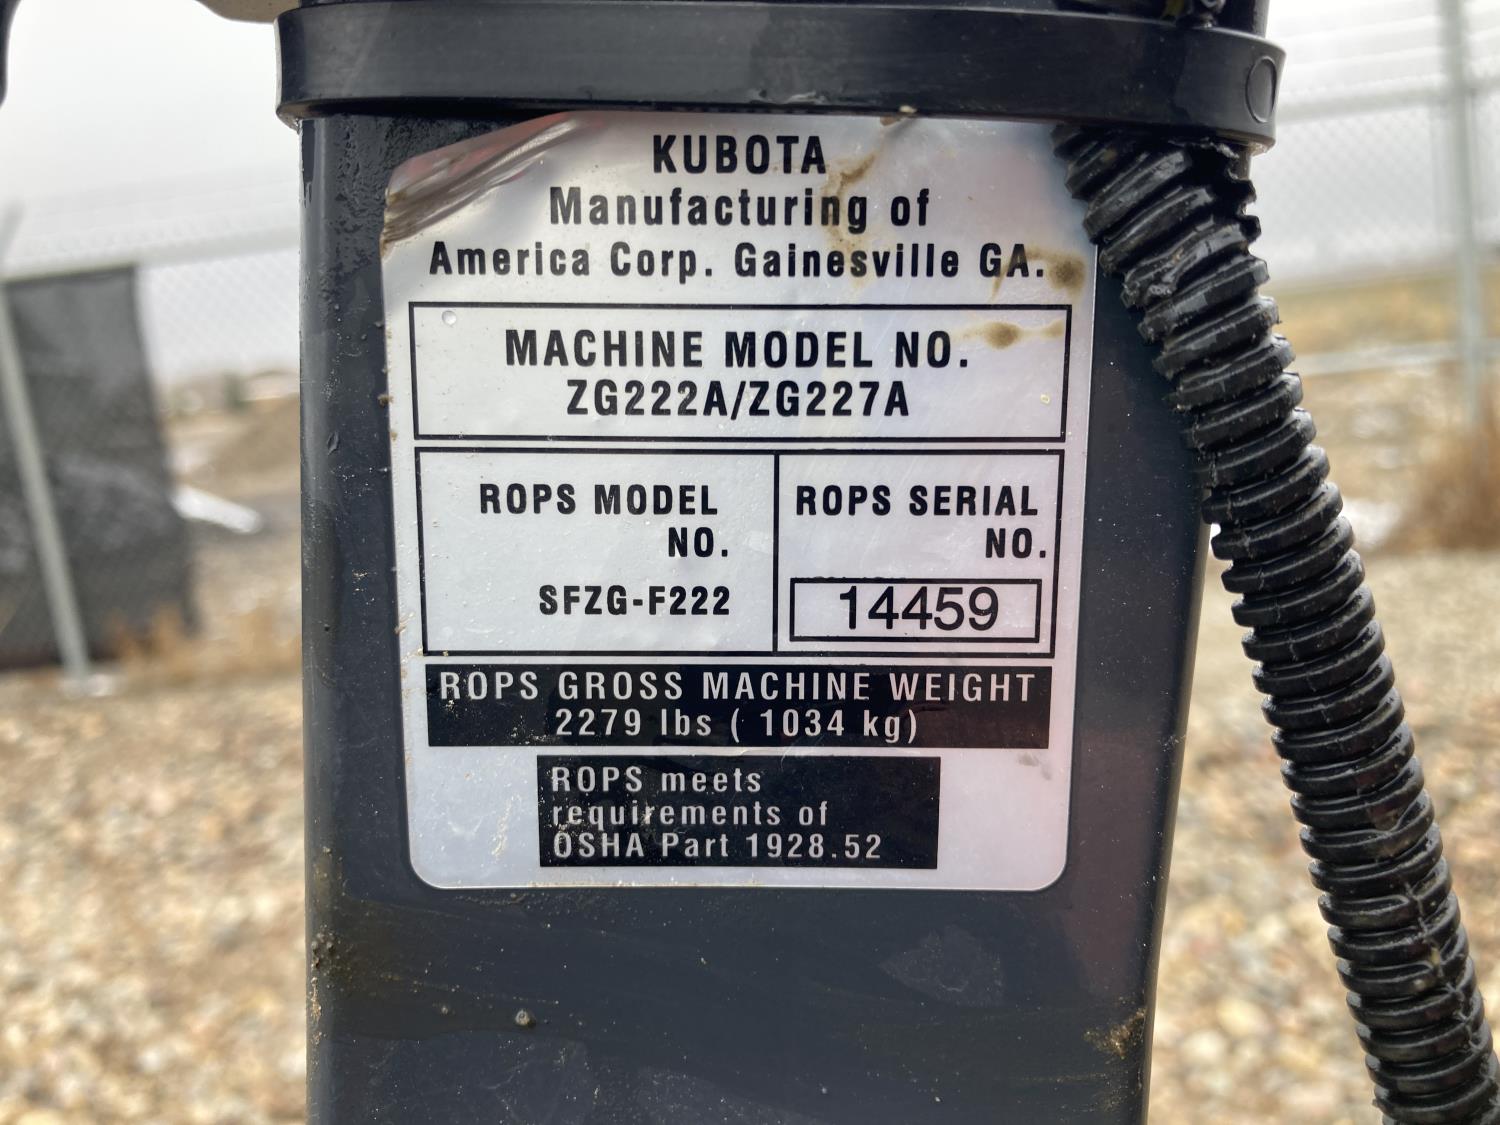 KUBOTA
Manufacturing of
America Corp. Gainesville GA.
MACHINE MODEL NO.
ZG222A/ZG227A
ROPS MODEL
NO.
SFZG-F222
ROPS SERIAL
NO.
14459
ROPS GROSS MACHINE WEIGHT
2279 lbs ( 1034 kg)
ROPS meets
requirements of
OSHA Part 1928.52